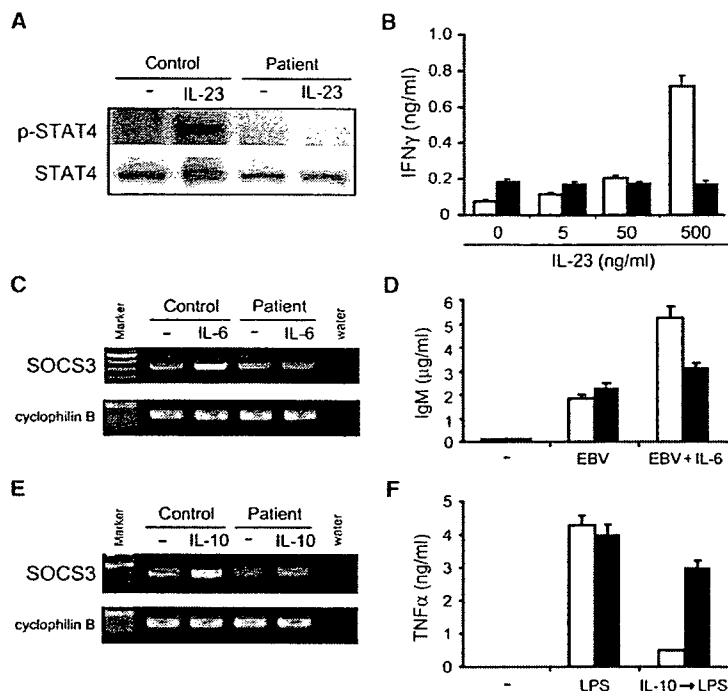 A
Control Patient
– IL-23 – IL-23
p-STAT4
STAT4
B
IFNγ (ng/ml)
1.0
0.8
0.6
0.4
0.2
0
0 5 50 500
IL-23 (ng/ml)
C
Marker
Control Patient
– IL-6 – IL-6
water
SOCS3
cyclophilin B
D
IgM (μg/ml)
6
5
4
3
2
1
0
– EBV EBV + IL-6
E
Marker
Control Patient
– IL-10 – IL-10
water
SOCS3
cyclophilin B
F
TNFα (ng/ml)
5
4
3
2
1
0
– LPS IL-10 → LPS